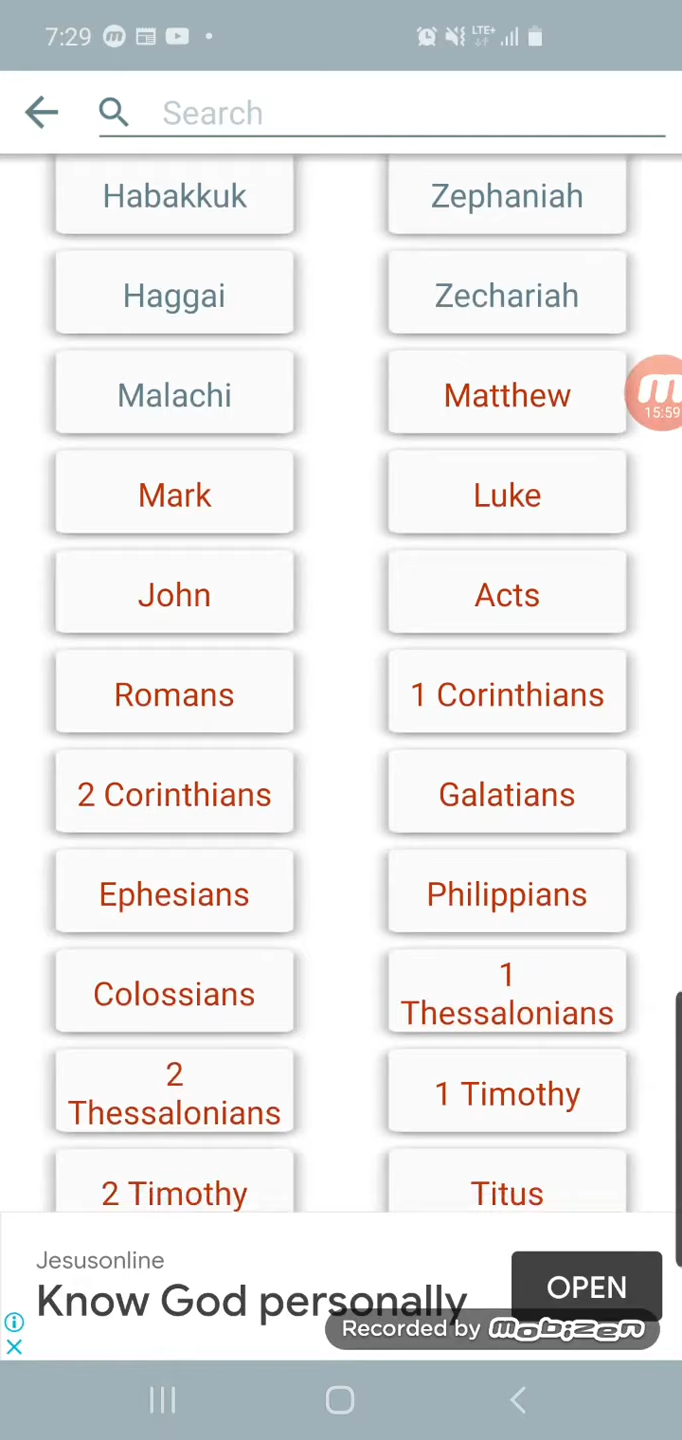 7:29 LTE+
Search
Habakkuk Zephaniah
Haggai Zechariah
Malachi Matthew
m
15:59
Mark Luke
John Acts
Romans 1 Corinthians
2 Corinthians Galatians
Ephesians Philippians
Colossians 1
Thessalonians
2
Thessalonians 1 Timothy
2 Timothy Titus
Jesusonline
Know God personally
OPEN
Recorded by mobizen